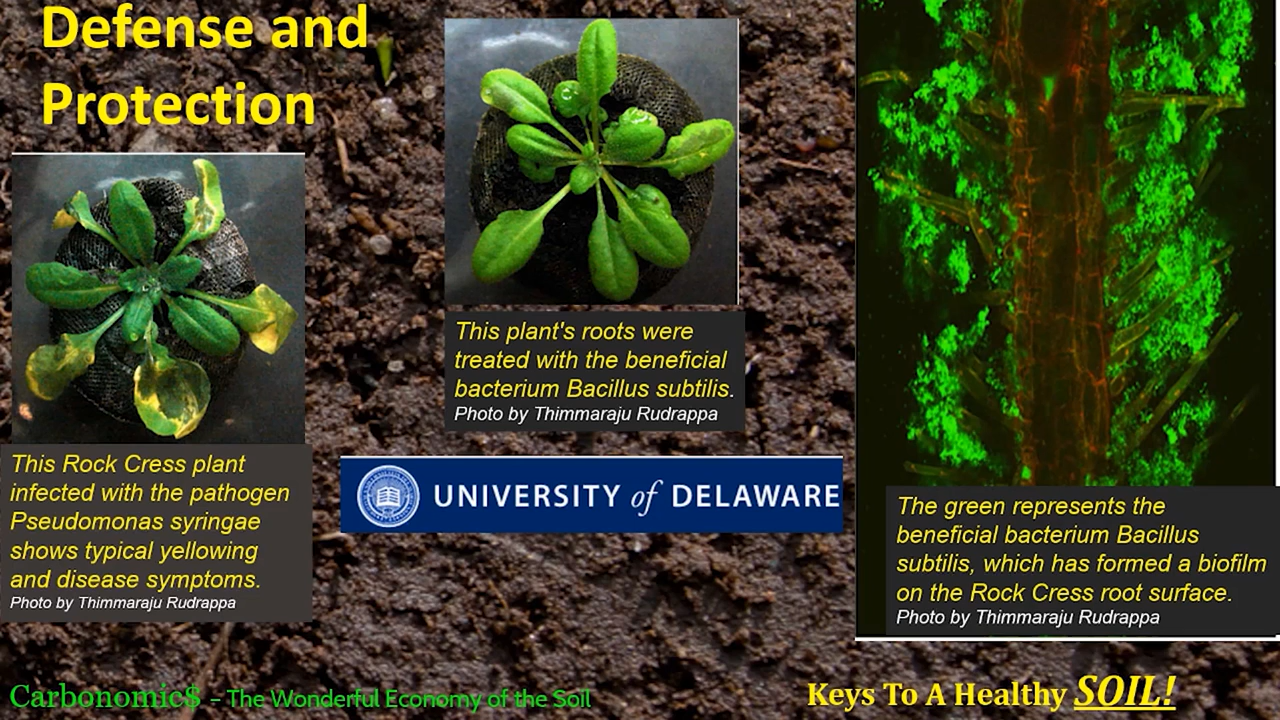 Defense and
Protection
This Rock Cress plant
infected with the pathogen
Pseudomonas syringae
shows typical yellowing
and disease symptoms.
Photo by Thimmaraju Rudrappa
This plant's roots were
treated with the beneficial
bacterium Bacillus subtilis.
Photo by Thimmaraju Rudrappa
UNIVERSITY of DELAWARE
The green represents the
beneficial bacterium Bacillus
subtilis, which has formed a biofilm
on the Rock Cress root surface.
Photo by Thimmaraju Rudrappa
Carbonomic$ – The Wonderful Economy of the Soil
Keys To A Healthy SOIL!